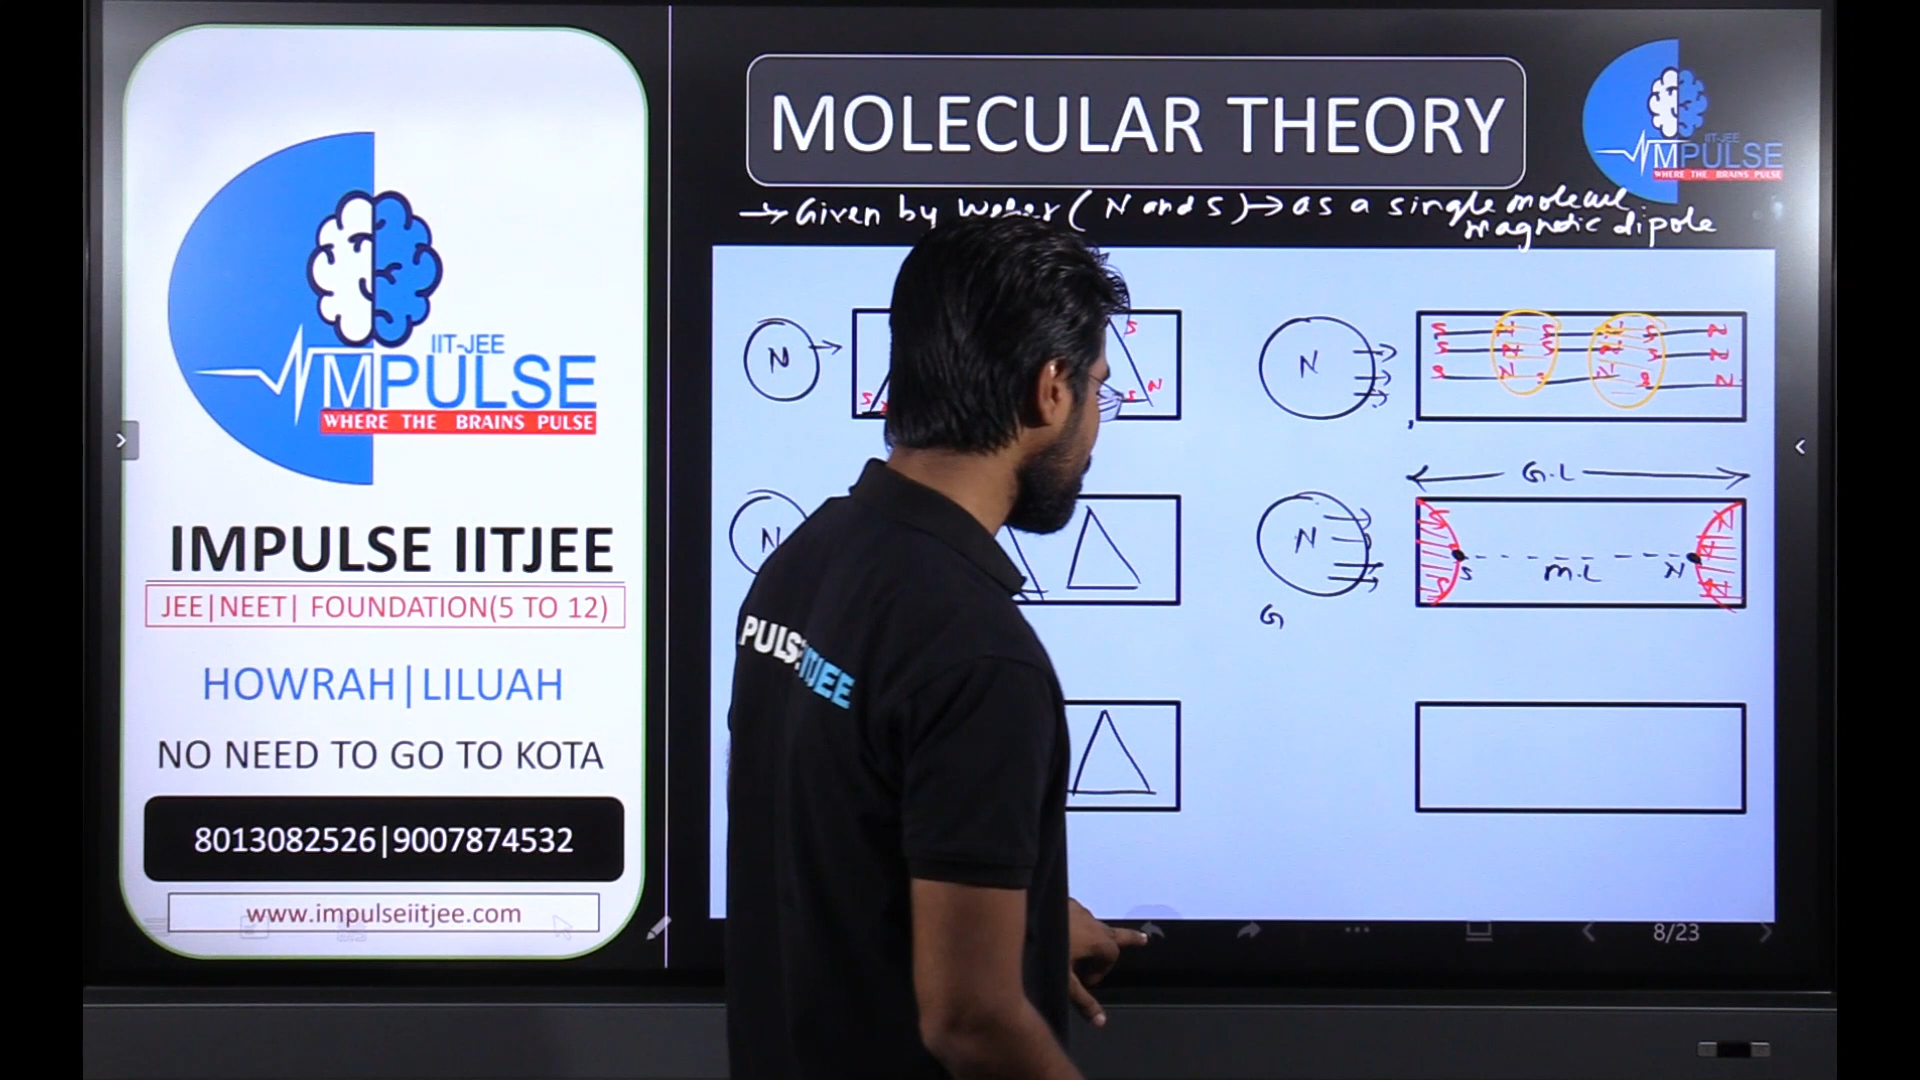 IIT-JEE
MPULSE
WHERE THE BRAINS PULSE
IMPULSE IITJEE
JEE|NEET| FOUNDATION(5 TO 12)
HOWRAH|LILUAH
NO NEED TO GO TO KOTA
8013082526|9007874532
www.impulseiitjee.com
MOLECULAR THEORY
IIT-JEE
MPULSE
WHERE THE BRAINS PULSE
→ Given by Weber ( N and S ) → as a single molecul
magnetic dipole
N
S
S
S N
N
S N S N S N
S N S N S N
S N S N S N
G.L
N
N
S M.L N
G
PULSE IITJEE
8/23